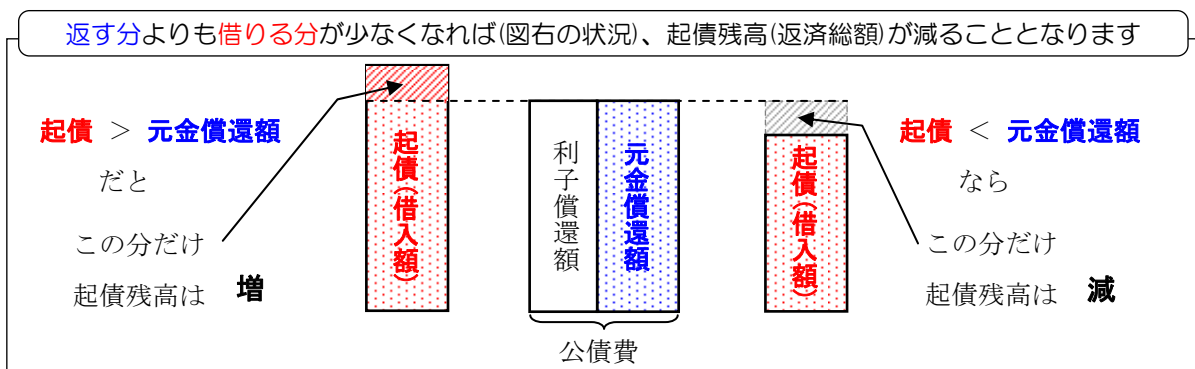 返す分よりも借りる分が少なくなれば(図右の状況)、起債残高(返済総額)が減ることとなります
起債 > 元金償還額
だと
この分だけ
起債残高は 増
起債(借入額)
利子償還額
元金償還額
公債費
起債(借入額)
起債 < 元金償還額
なら
この分だけ
起債残高は 減